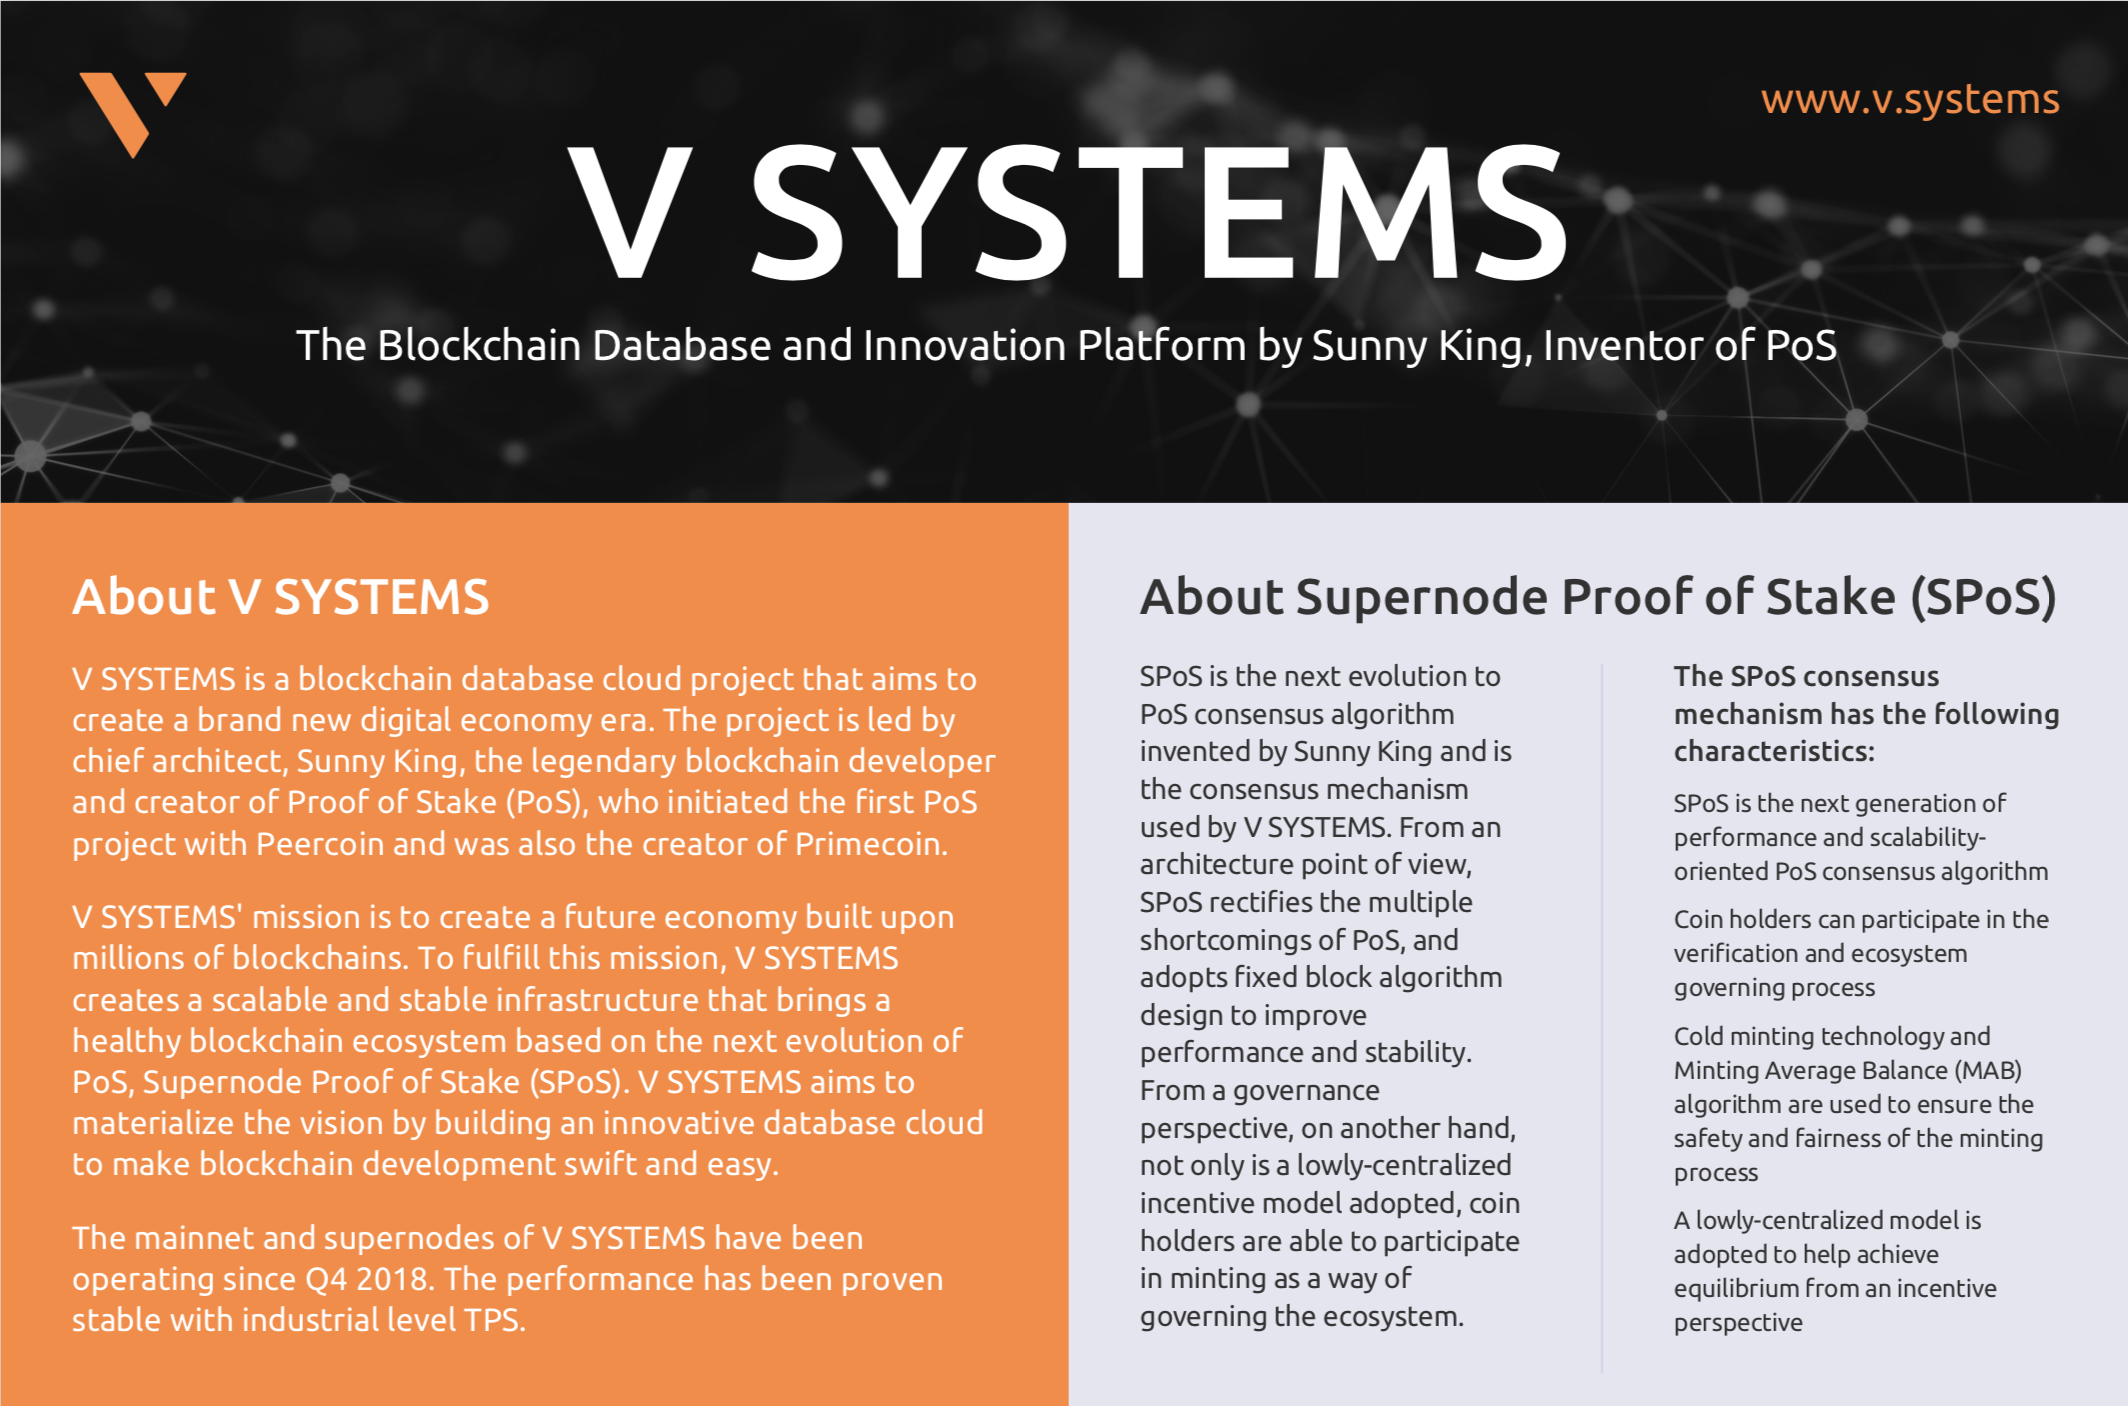 www.v.systems
V SYSTEMS
The Blockchain Database and Innovation Platform by Sunny King, Inventor of PoS
About V SYSTEMS
V SYSTEMS is a blockchain database cloud project that aims to
create a brand new digital economy era. The project is led by
chief architect, Sunny King, the legendary blockchain developer
and creator of Proof of Stake (PoS), who initiated the first PoS
project with Peercoin and was also the creator of Primecoin.
V SYSTEMS' mission is to create a future economy built upon
millions of blockchains. To fulfill this mission, V SYSTEMS
creates a scalable and stable infrastructure that brings a
healthy blockchain ecosystem based on the next evolution of
PoS, Supernode Proof of Stake (SPoS). V SYSTEMS aims to
materialize the vision by building an innovative database cloud
to make blockchain development swift and easy.
The mainnet and supernodes of V SYSTEMS have been
operating since Q4 2018. The performance has been proven
stable with industrial level TPS.
About Supernode Proof of Stake (SPoS)
SPoS is the next evolution to
PoS consensus algorithm
invented by Sunny King and is
the consensus mechanism
used by V SYSTEMS. From an
architecture point of view,
SPoS rectifies the multiple
shortcomings of PoS, and
adopts fixed block algorithm
design to improve
performance and stability.
From a governance
perspective, on another hand,
not only is a lowly-centralized
incentive model adopted, coin
holders are able to participate
in minting as a way of
governing the ecosystem.
The SPoS consensus
mechanism has the following
characteristics:
SPoS is the next generation of
performance and scalability-
oriented PoS consensus algorithm
Coin holders can participate in the
verification and ecosystem
governing process
Cold minting technology and
Minting Average Balance (MAB)
algorithm are used to ensure the
safety and fairness of the minting
process
A lowly-centralized model is
adopted to help achieve
equilibrium from an incentive
perspective